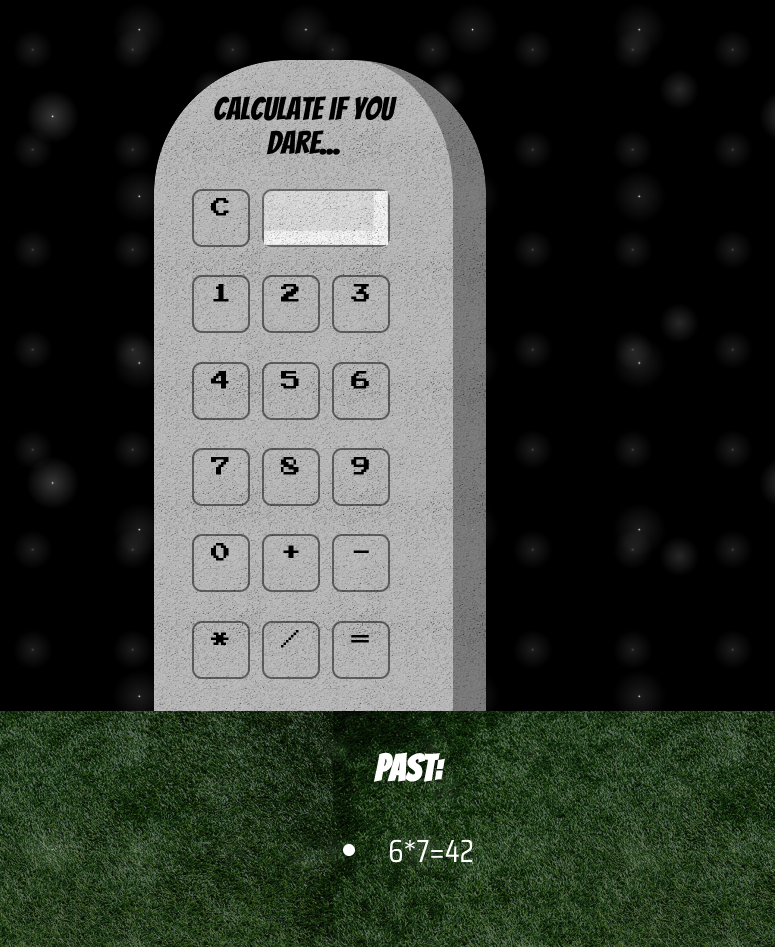 CALCULATE IF YOU
DARE...
C
1 2 3
4 5 6
7 8 9
0 + -
* / =
PAST:
• 6*7=42